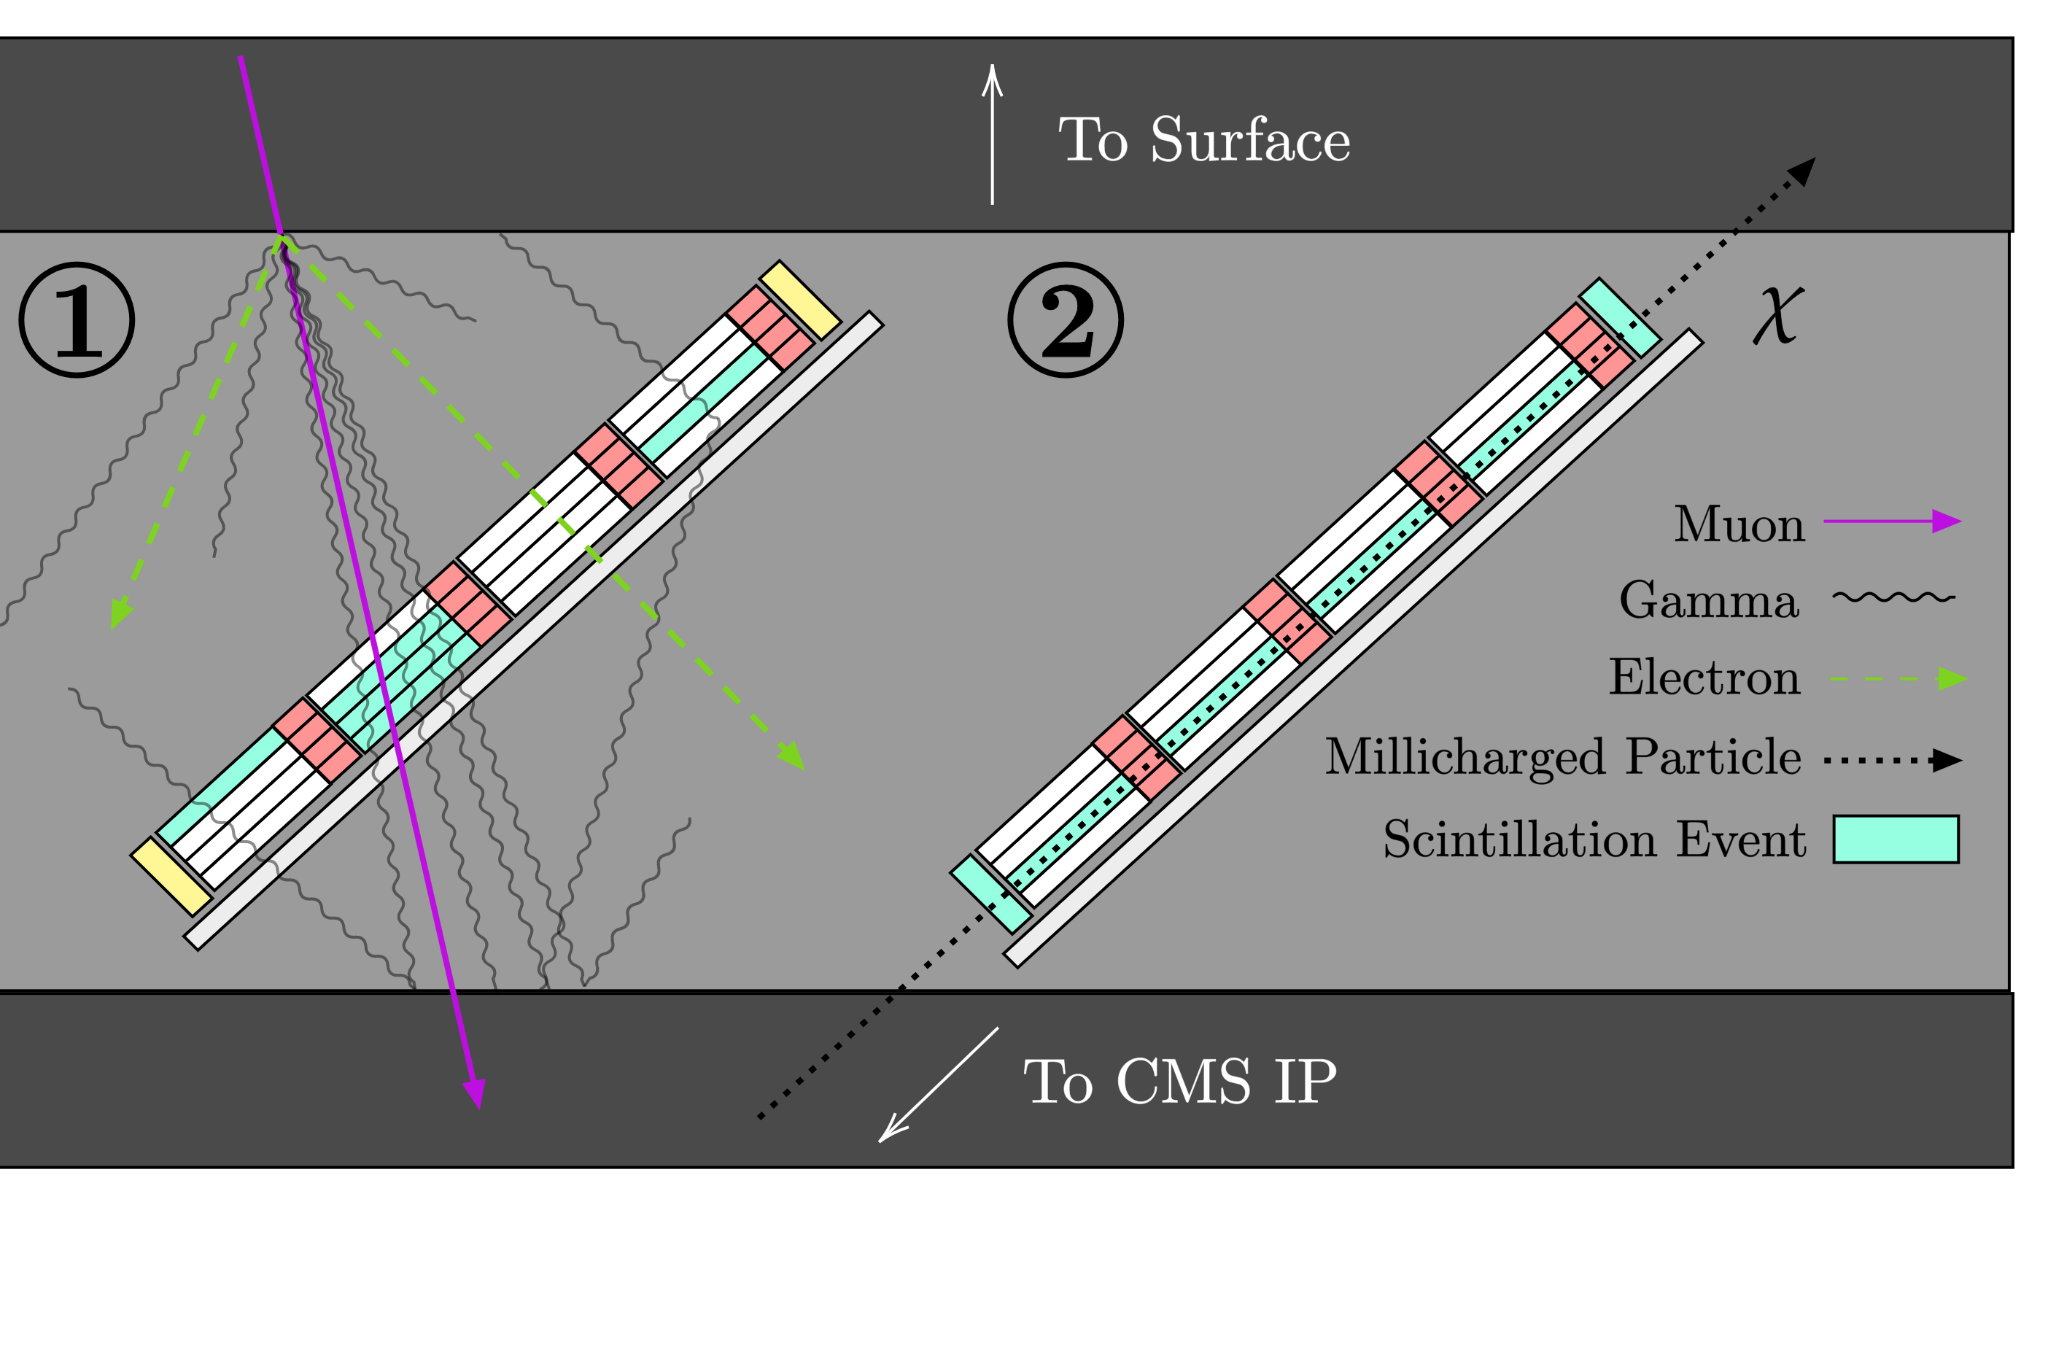 To Surface
①
②
χ
Muon
Gamma
Electron
Millicharged Particle
Scintillation Event
To CMS IP